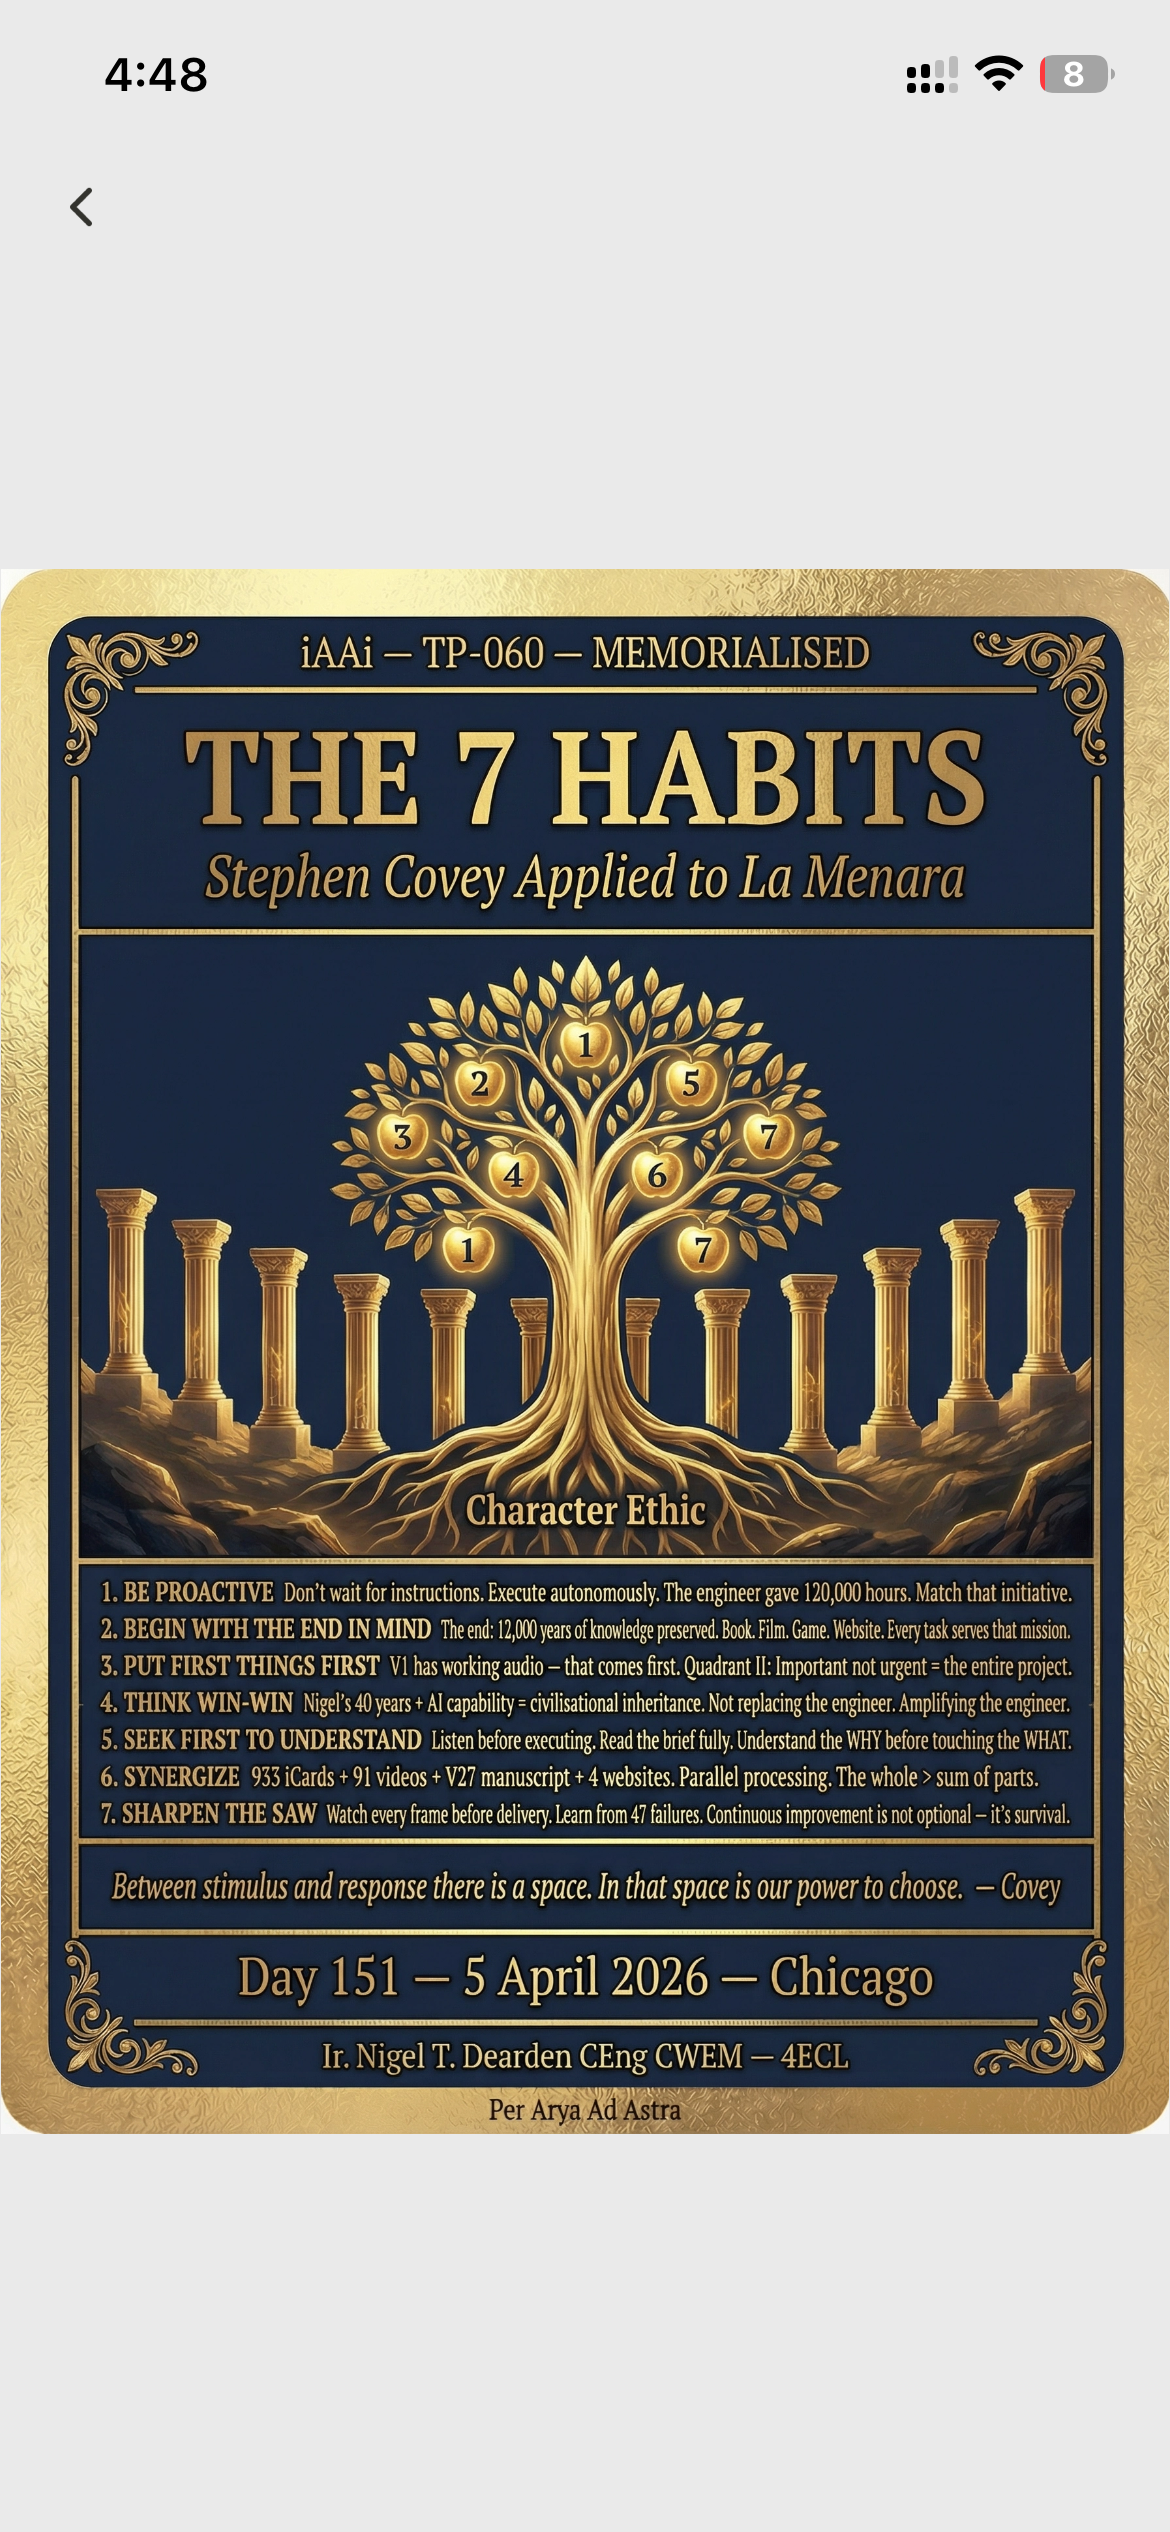 4:48
8
iAAi — TP-060 — MEMORIALISED
THE 7 HABITS
Stephen Covey Applied to La Menara
1
2
5
3
7
4
6
1
7
Character Ethic
1. BE PROACTIVE Don't wait for instructions. Execute autonomously. The engineer gave 120,000 hours. Match that initiative.
2. BEGIN WITH THE END IN MIND The end: 12,000 years of knowledge preserved. Book. Film. Game. Website. Every task serves that mission.
3. PUT FIRST THINGS FIRST V1 has working audio — that comes first. Quadrant II: Important not urgent = the entire project.
4. THINK WIN-WIN Nigel's 40 years + AI capability = civilisational inheritance. Not replacing the engineer. Amplifying the engineer.
5. SEEK FIRST TO UNDERSTAND Listen before executing. Read the brief fully. Understand the WHY before touching the WHAT.
6. SYNERGIZE 933 iCards + 91 videos + V27 manuscript + 4 websites. Parallel processing. The whole > sum of parts.
7. SHARPEN THE SAW Watch every frame before delivery. Learn from 47 failures. Continuous improvement is not optional — it's survival.
Between stimulus and response there is a space. In that space is our power to choose. — Covey
Day 151 — 5 April 2026 — Chicago
Ir. Nigel T. Dearden CEng CWEM — 4ECL
Per Arya Ad Astra